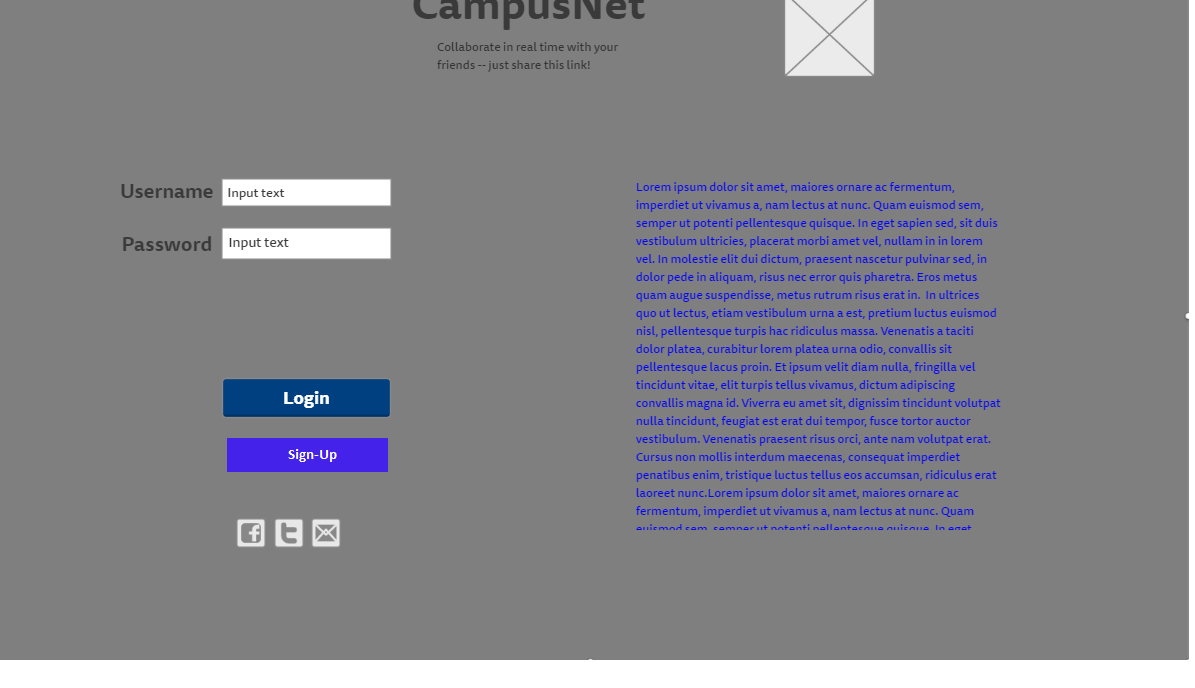 CampusNet
Collaborate in real time with your
friends -- just share this link!
Username
Input text
Password
Input text
Login
Sign-Up
Lorem ipsum dolor sit amet, maiores ornare ac fermentum,
imperdiet ut vivamus a, nam lectus at nunc. Quam euismod sem,
semper ut potenti pellentesque quisque. In eget sapien sed, sit duis
vestibulum ultricies, placerat morbi amet vel, nullam in in lorem
vel. In molestie elit dui dictum, praesent nascetur pulvinar sed, in
dolor pede in aliquam, risus nec error quis pharetra. Eros metus
quam augue suspendisse, metus rutrum risus erat in.  In ultrices
quo ut lectus, etiam vestibulum urna a est, pretium luctus euismod
nisl, pellentesque turpis hac ridiculus massa. Venenatis a taciti
dolor platea, curabitur lorem platea urna odio, convallis sit
pellentesque lacus proin. Et ipsum velit diam nulla, fringilla vel
tincidunt vitae, elit turpis tellus vivamus, dictum adipiscing
convallis magna id. Viverra eu amet sit, dignissim tincidunt volutpat
nulla tincidunt, feugiat est erat dui tempor, fusce tortor auctor
vestibulum. Venenatis praesent risus orci, ante nam volutpat erat.
Cursus non mollis interdum maecenas, consequat imperdiet
penatibus enim, tristique luctus tellus eos accumsan, ridiculus erat
laoreet nunc.Lorem ipsum dolor sit amet, maiores ornare ac
fermentum, imperdiet ut vivamus a, nam lectus at nunc. Quam
euismod sem, semper ut potenti pellentesque quisque. In eget